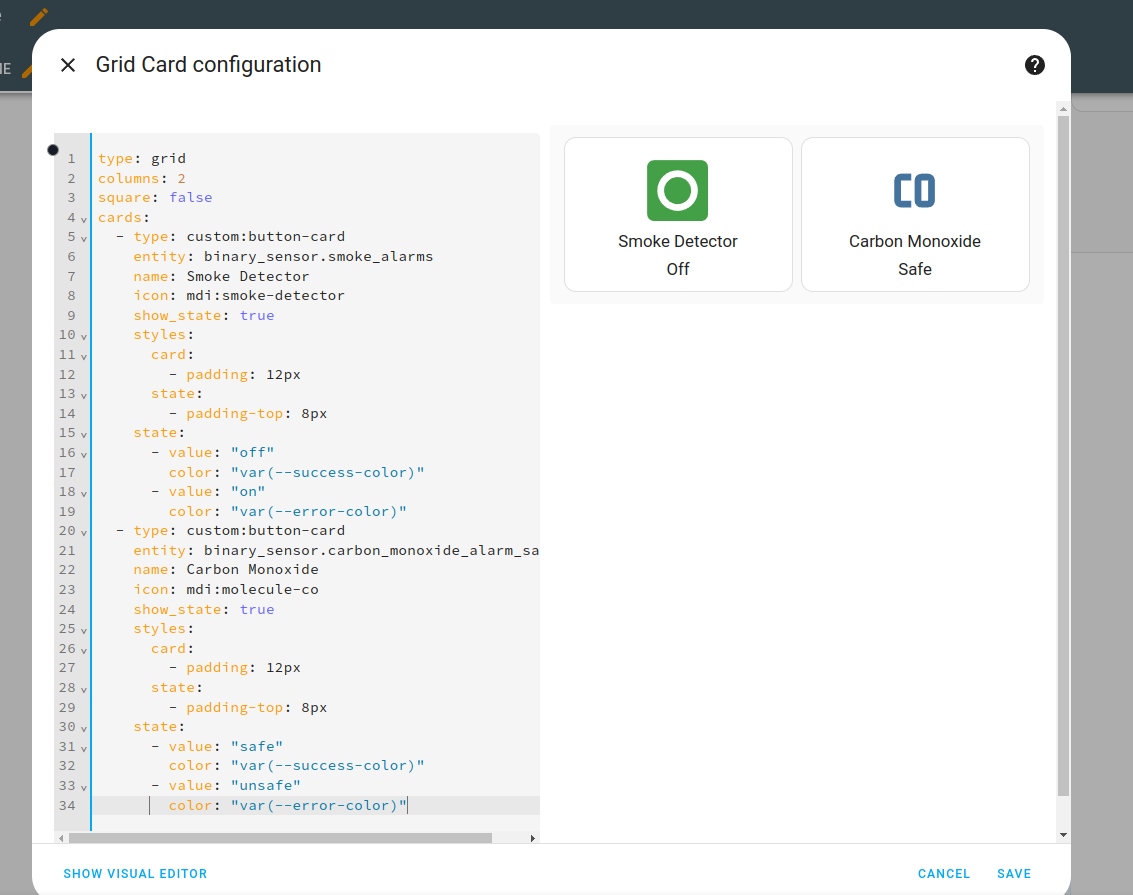 ME
Grid Card configuration
?
1 type: grid
2 columns: 2
3 square: false
4 cards:
5 - type: custom:button-card
6 entity: binary_sensor.smoke_alarms
7 name: Smoke Detector
8 icon: mdi:smoke-detector
9 show_state: true
10 styles:
11 card:
12 - padding: 12px
13 state:
14 - padding-top: 8px
15 state:
16 - value: "off"
17 color: "var(--success-color)"
18 - value: "on"
19 color: "var(--error-color)"
20 - type: custom:button-card
21 entity: binary_sensor.carbon_monoxide_alarm_sa
22 name: Carbon Monoxide
23 icon: mdi:molecule-co
24 show_state: true
25 styles:
26 card:
27 - padding: 12px
28 state:
29 - padding-top: 8px
30 state:
31 - value: "safe"
32 color: "var(--success-color)"
33 - value: "unsafe"
34 color: "var(--error-color)"
Smoke Detector
Off
CO
Carbon Monoxide
Safe
SHOW VISUAL EDITOR
CANCEL
SAVE